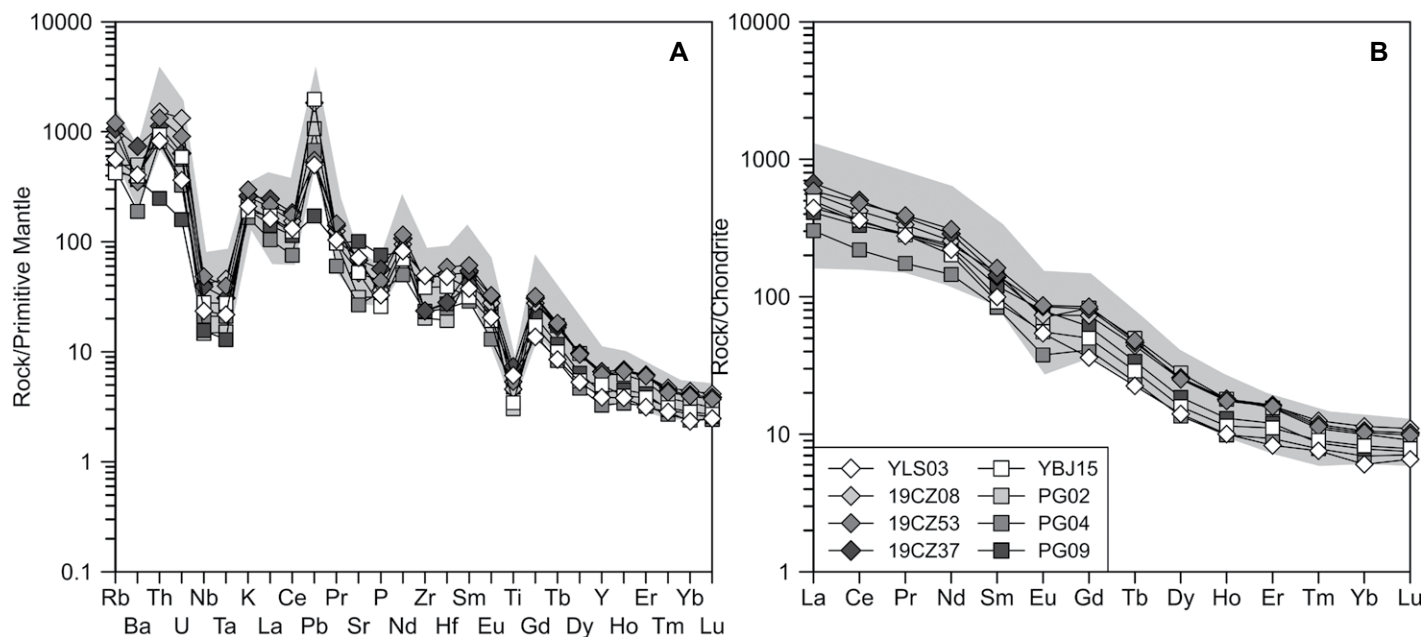 A
Rock/Primitive Mantle
10000
1000
100
10
1
0.1
Rb Th Nb K Ce Pr P Zr Sm Ti Tb Y Er Yb
Ba U Ta La Pb Sr Nd Hf Eu Gd Dy Ho Tm Lu
B
Rock/Chondrite
10000
1000
100
10
1
YLS03 YBJ15
19CZ08 PG02
19CZ53 PG04
19CZ37 PG09
La Ce Pr Nd Sm Eu Gd Tb Dy Ho Er Tm Yb Lu